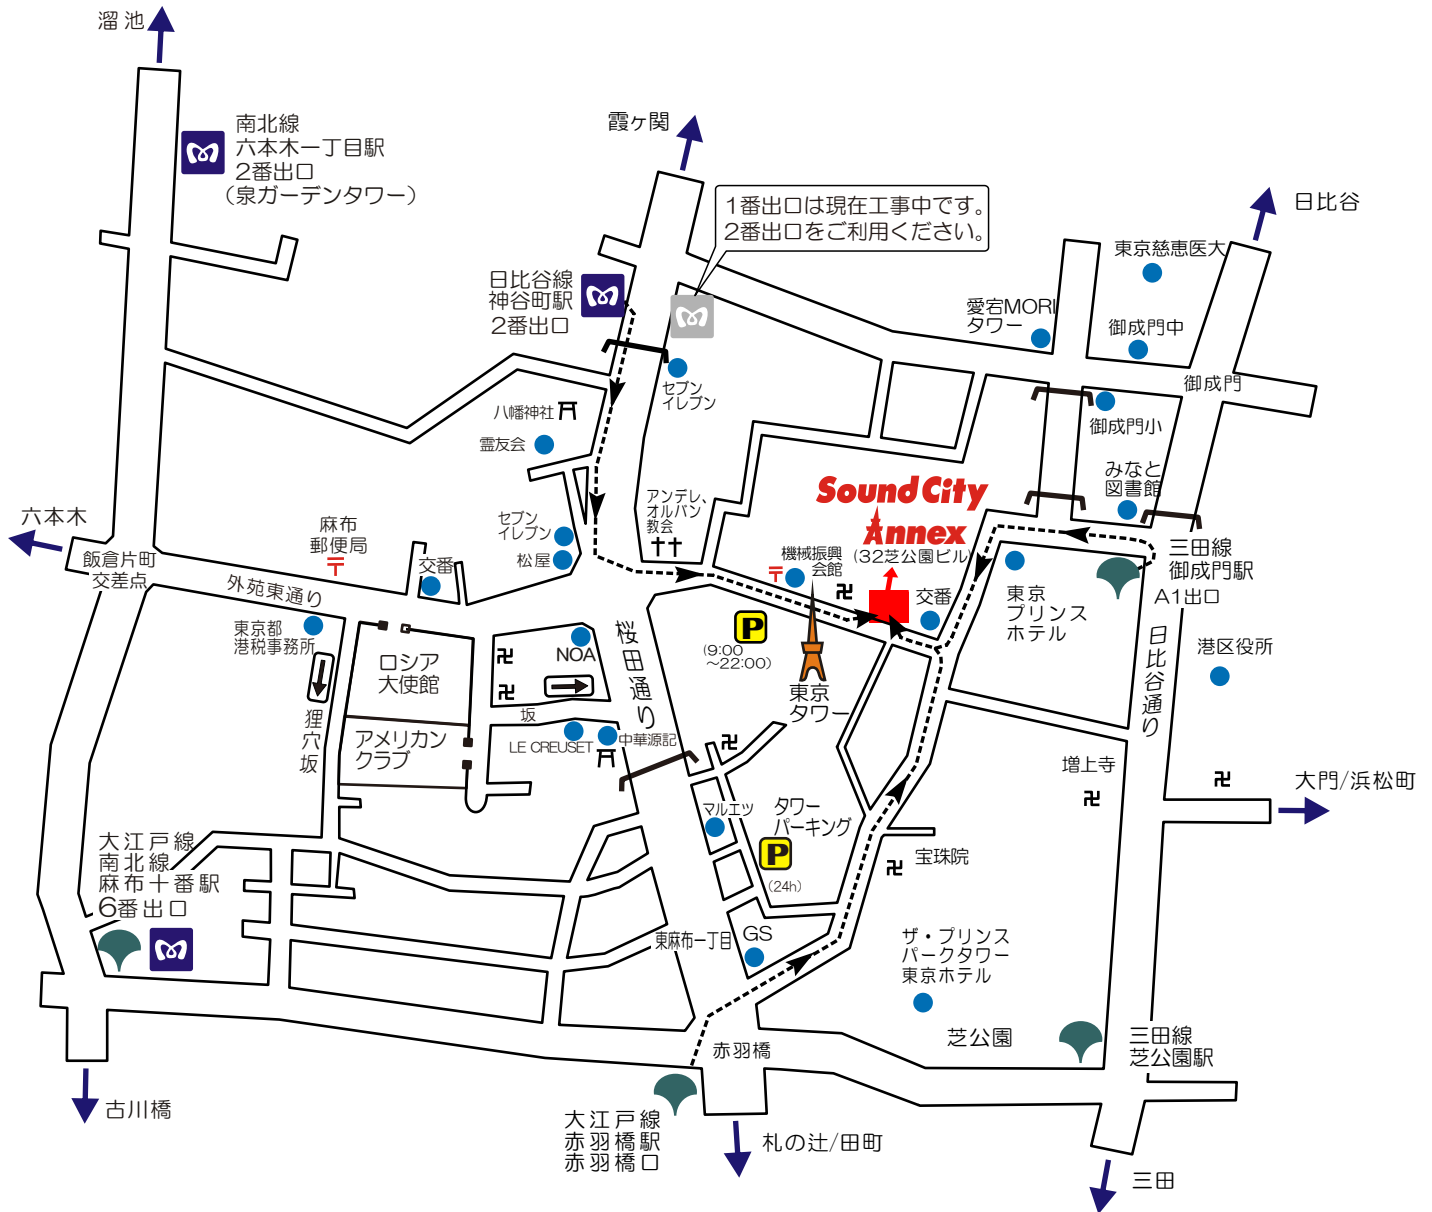 溜池
南北線
六本木一丁目駅
2番出口
（泉ガーデンタワー）
霞ヶ関
1番出口は現在工事中です。
2番出口をご利用ください。
日比谷
東京慈恵医大
日比谷線
神谷町駅
2番出口
愛宕MORI
タワー
御成門中
御成門
セブン
イレブン
八幡神社
霊友会
御成門小
みなと
図書館
Sound City
Annex
(32芝公園ビル)
アンデレ、
オルバン
教会
六本木
麻布
郵便局
〒
セブン
イレブン
松屋
交番
飯倉片町
交差点
外苑東通り
機械振興
会館
〒
交番
東京
プリンス
ホテル
三田線
御成門駅
A1出口
東京都
港税事務所
ロシア
大使館
NOA
桜田通り
P
(9:00
～22:00)
東京
タワー
日比谷通り
港区役所
狸穴坂
アメリカン
クラブ
坂
LE CREUSET
中華源記
増上寺
大門/浜松町
マルエツ
タワー
パーキング
P
(24h)
宝珠院
大江戸線
南北線
麻布十番駅
6番出口
東麻布一丁目
GS
ザ・プリンス
パークタワー
東京ホテル
赤羽橋
芝公園
三田線
芝公園駅
古川橋
大江戸線
赤羽橋駅
赤羽橋口
札の辻/田町
三田